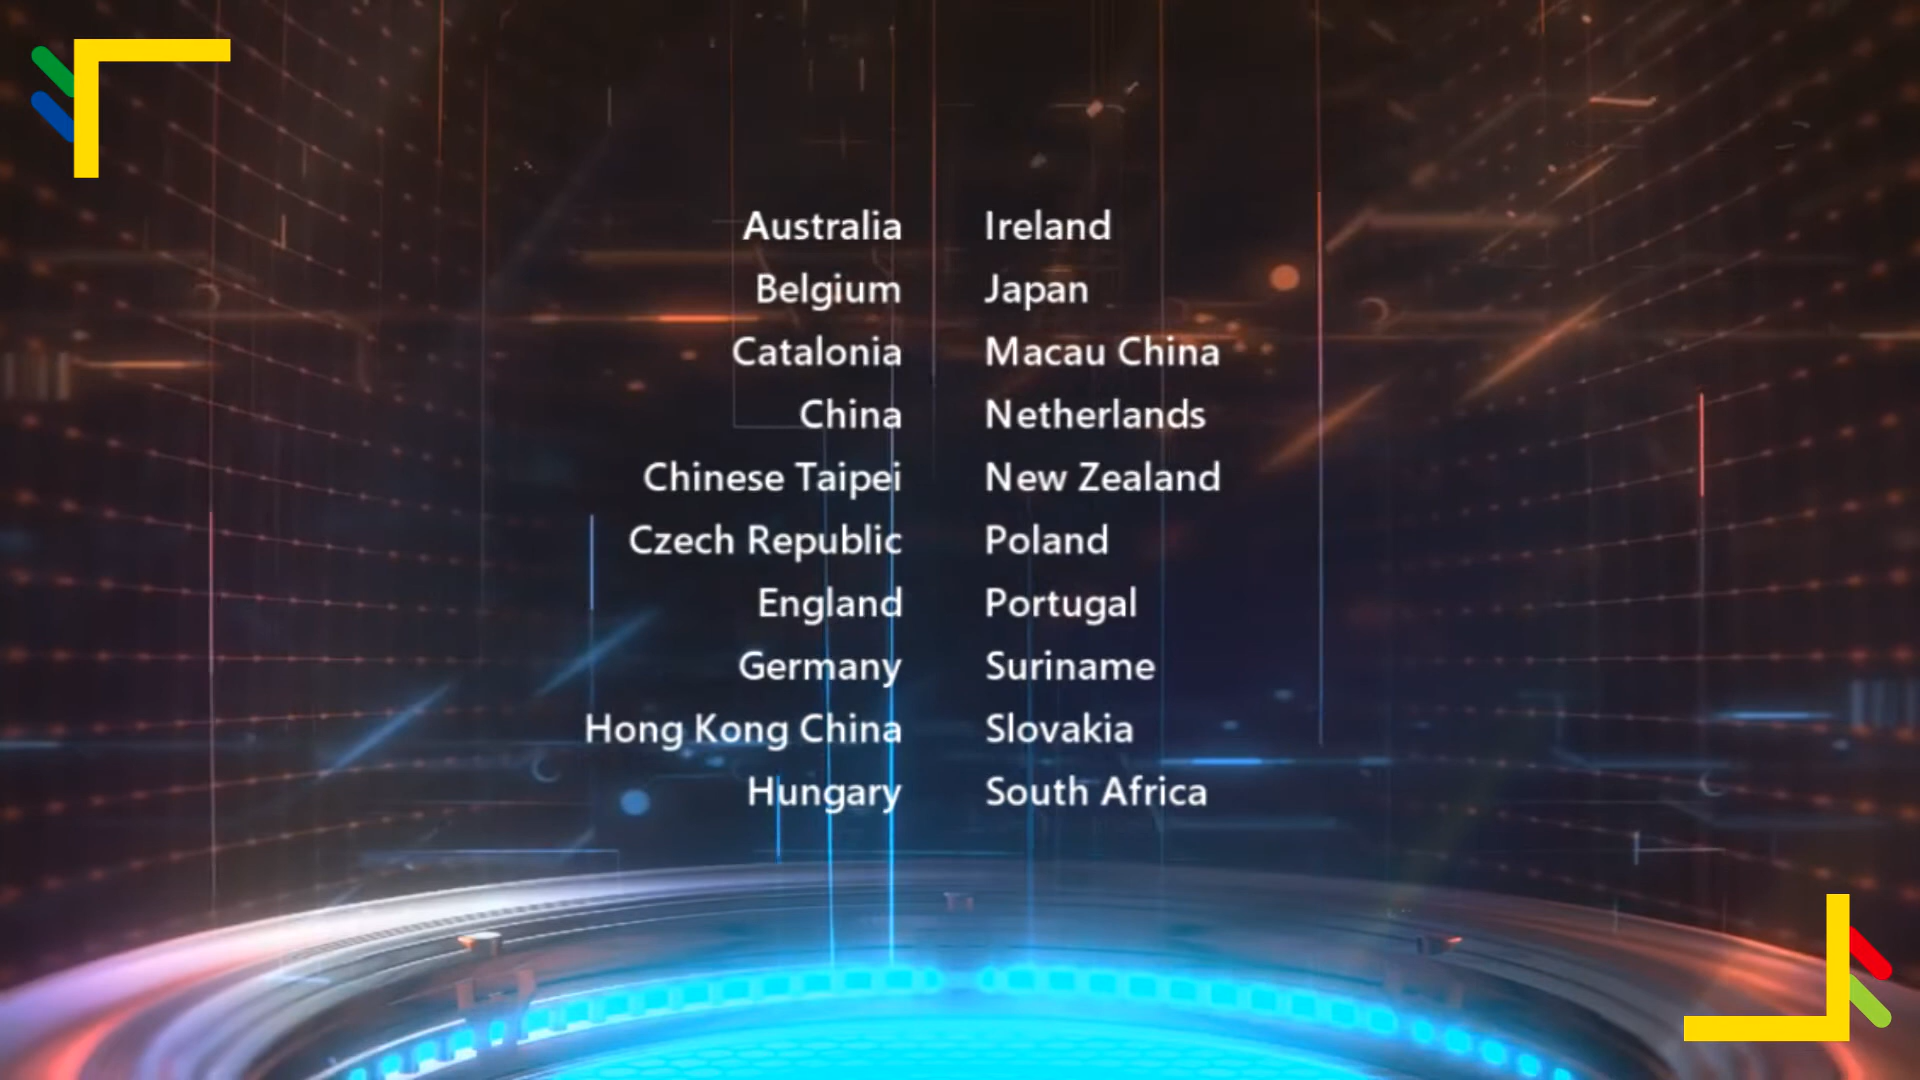 Australia
Belgium
Catalonia
China
Chinese Taipei
Czech Republic
England
Germany
Hong Kong China
Hungary
Ireland
Japan
Macau China
Netherlands
New Zealand
Poland
Portugal
Suriname
Slovakia
South Africa